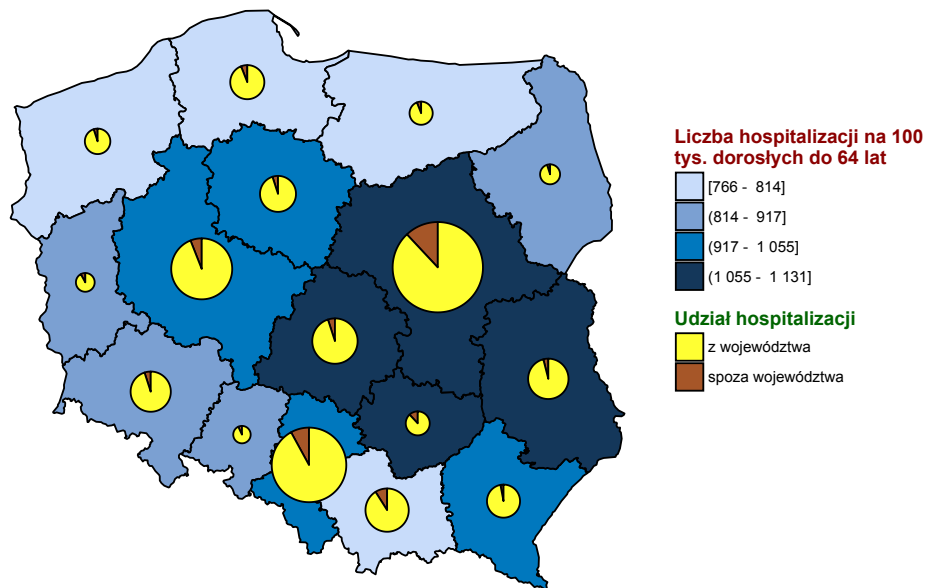 Liczba hospitalizacji na 100
tys. dorosłych do 64 lat
[766 - 814]
(814 - 917]
(917 - 1 055]
(1 055 - 1 131]
Udział hospitalizacji
z województwa
spoza województwa